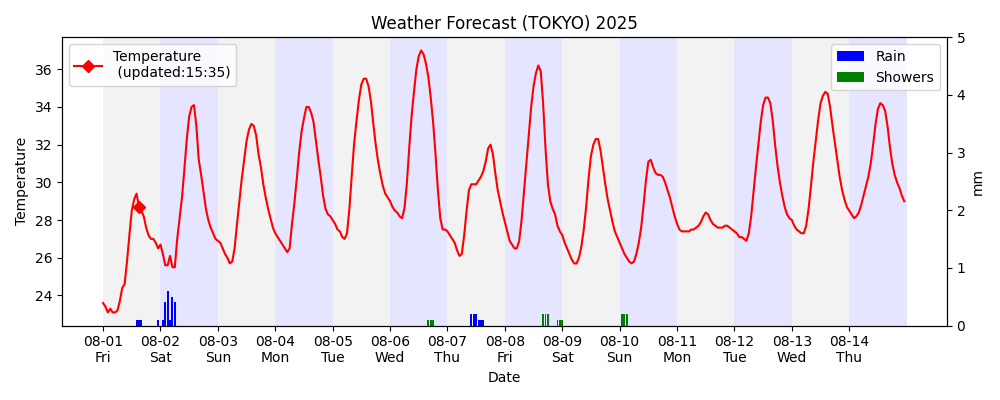 Weather Forecast (TOKYO) 2025
Temperature
(updated:15:35)
Rain
Showers
Temperature
36
34
32
30
28
26
24
5
4
3
2
1
0
mm
08-01 08-02 08-03 08-04 08-05 08-06 08-07 08-08 08-09 08-10 08-11 08-12 08-13 08-14
Fri Sat Sun Mon Tue Wed Thu Fri Sat Sun Mon Tue Wed Thu
Date